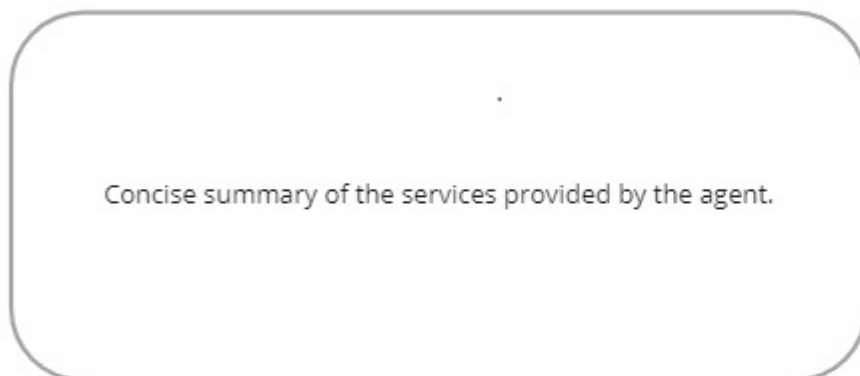 Concise summary of the services provided by the agent.